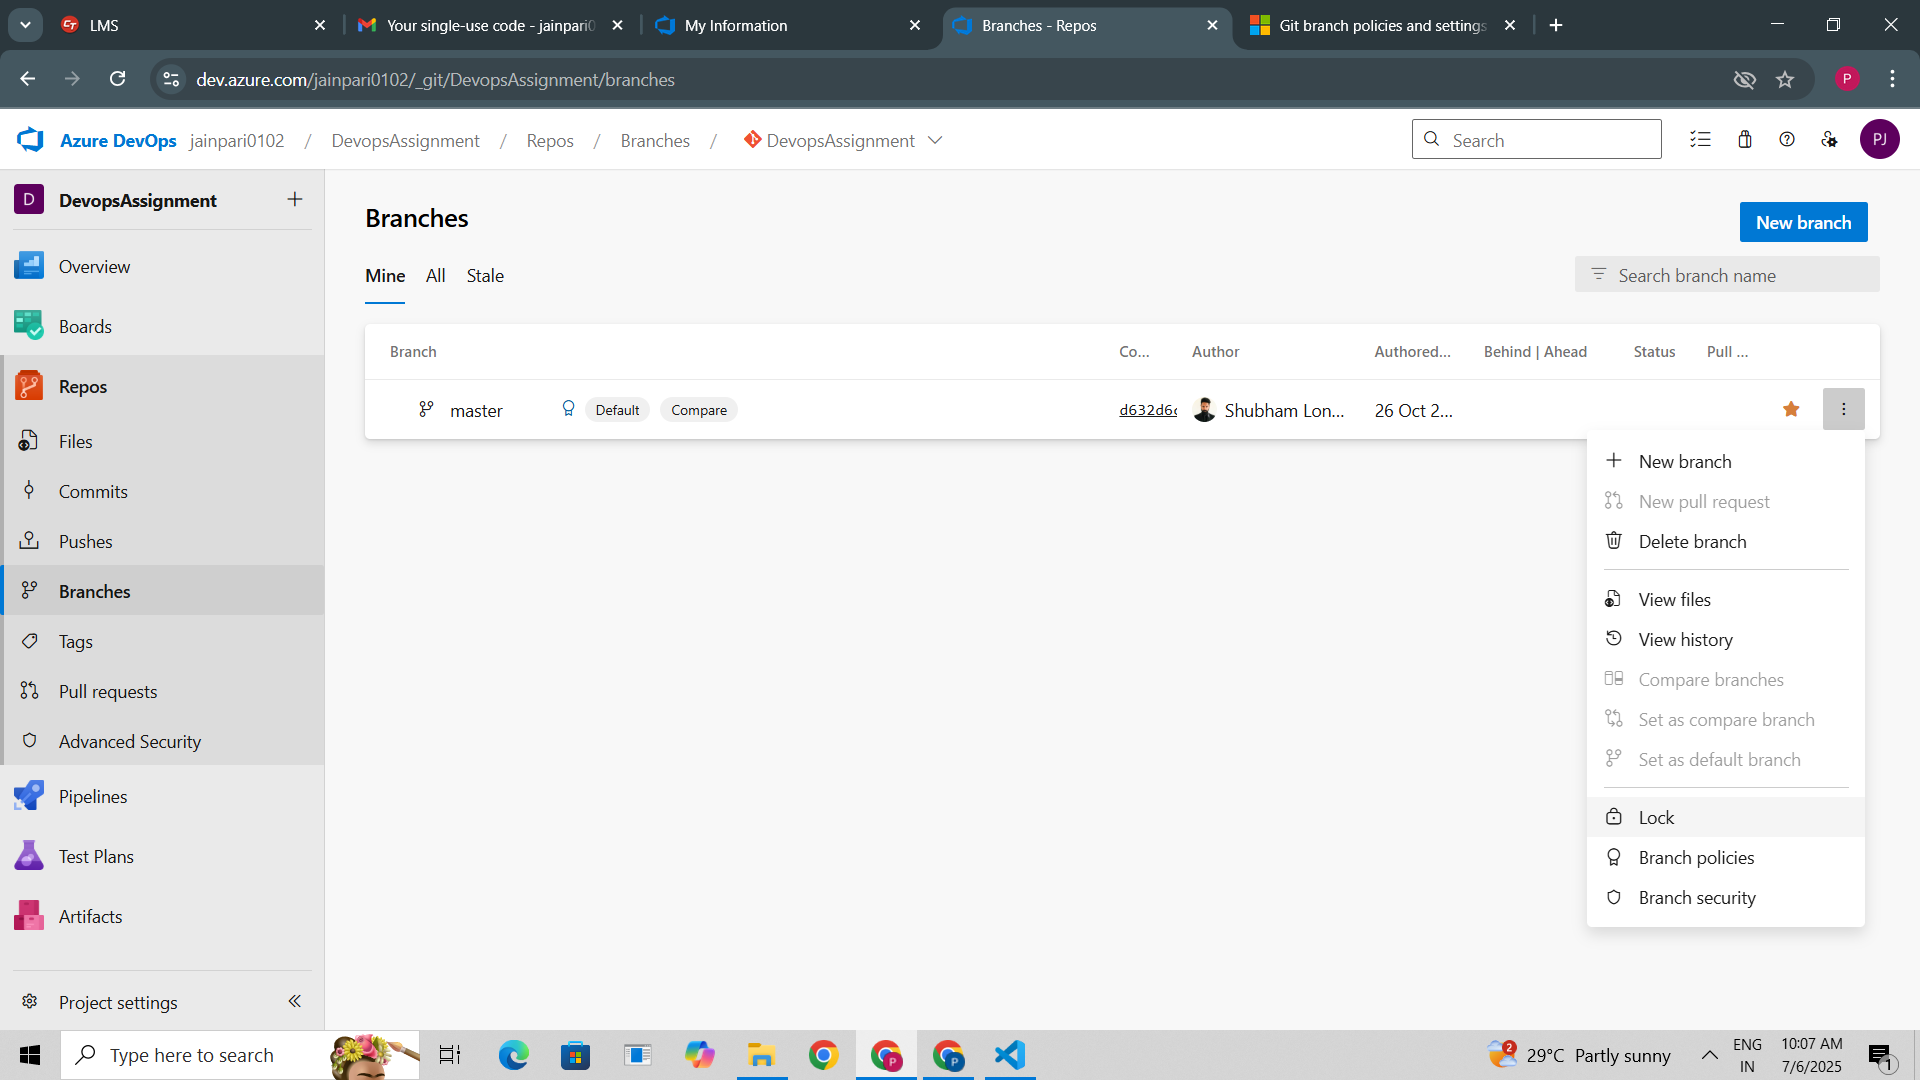 LMS
Your single-use code - jainpari0
My Information
Branches - Repos
Git branch policies and settings
dev.azure.com/jainpari0102/_git/DevopsAssignment/branches
P
Azure DevOps jainpari0102 / DevopsAssignment / Repos / Branches / DevopsAssignment
Search
PJ
D DevopsAssignment
Overview
Boards
Repos
Files
Commits
Pushes
Branches
Tags
Pull requests
Advanced Security
Pipelines
Test Plans
Artifacts
Project settings
Branches
New branch
Mine All Stale
Search branch name
Branch Co... Author Authored... Behind | Ahead Status Pull ...
master Default Compare d632d6c Shubham Lon... 26 Oct 2...
New branch
New pull request
Delete branch
View files
View history
Compare branches
Set as compare branch
Set as default branch
Lock
Branch policies
Branch security
Type here to search
P
P
2
29°C Partly sunny
ENG
IN
10:07 AM
7/6/2025
1